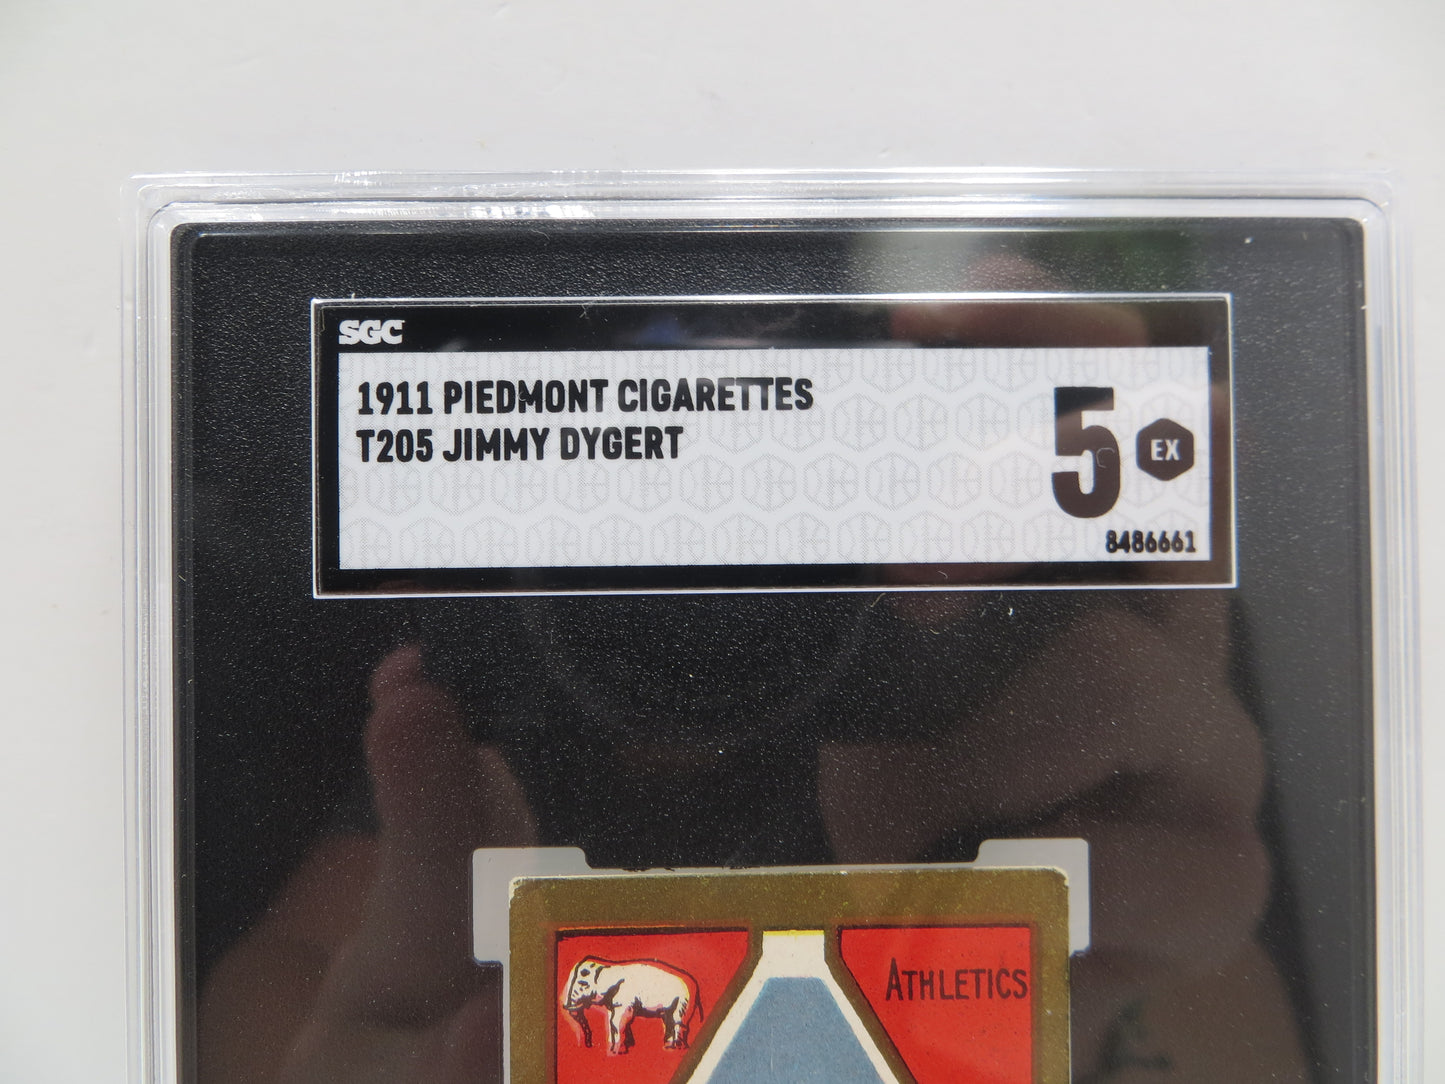 SGC
1911 PIEDMONT CIGARETTES
T205 JIMMY DYGERT
5
EX
8486661
ATHLETICS